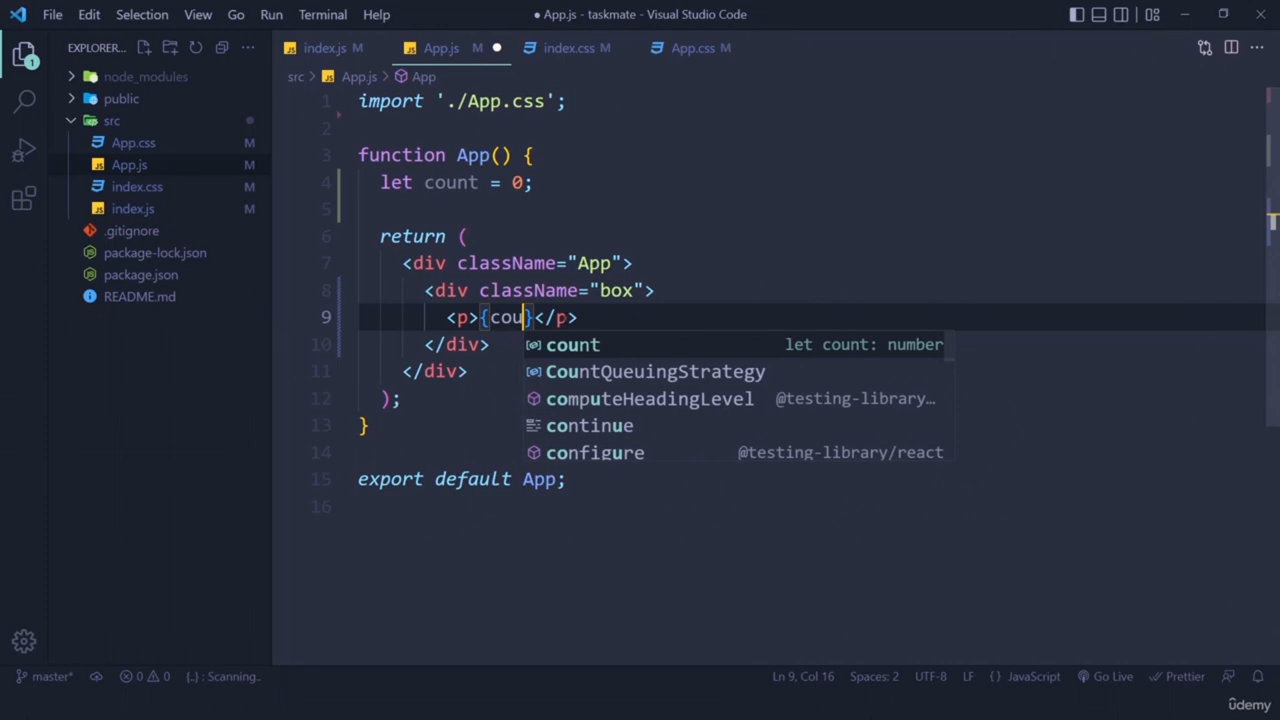 File Edit Selection View Go Run Terminal Help
● App.js - taskmate - Visual Studio Code
EXPLORER...
index.js M
App.js M
index.css M
App.css M
src > App.js > App
node_modules
public
src
App.css M
App.js M
index.css M
index.js M
.gitignore
package-lock.json
package.json
README.md
1
1 import './App.css';
2
3 function App() {
4 let count = 0;
5
6 return (
7 <div className="App">
8 <div className="box">
9 <p>{cou}</p>
10 </div>
11 </div>
12 );
13 }
14
15 export default App;
16
count let count: number
CountQueuingStrategy
computeHeadingLevel @testing-library…
continue
configure @testing-library/react
master* 0 0 {..} : Scanning..
Ln 9, Col 16 Spaces: 2 UTF-8 LF {} JavaScript Go Live Prettier
ûdemy